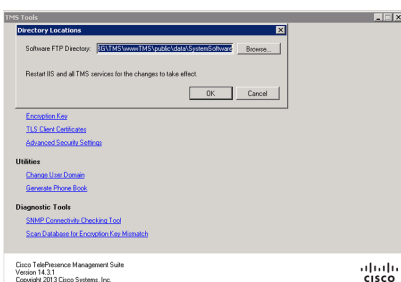 TMS Tools
Directory Locations
Software FTP Directory: \wwwTMS\public\data\SystemSoftware Browse...
Restart IIS and all TMS services for the changes to take effect.
OK Cancel
Encryption Key
TLS Client Certificates
Advanced Security Settings
Utilities
Change User Domain
Generate Phone Book
Diagnostic Tools
SNMP Connectivity Checking Tool
Scan Database for Encryption Key Mismatch
Cisco TelePresence Management Suite
Version 14.3.1
Copyright 2013 Cisco Systems, Inc.
CISCO